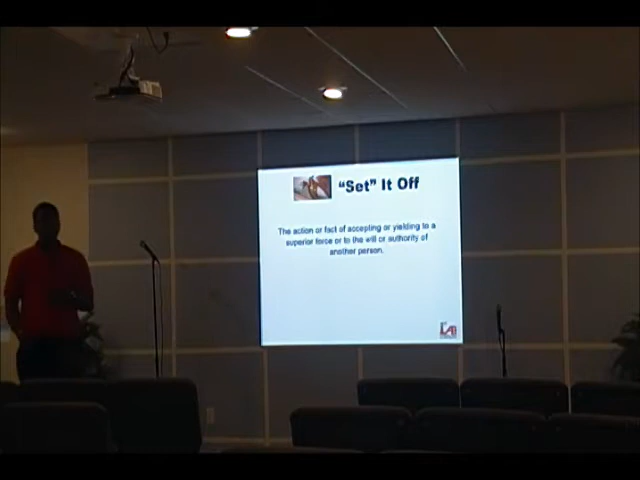 "Set" It Off
The action or fact of accepting or yielding to a
superior force or to the will or authority of
another person.
LAB